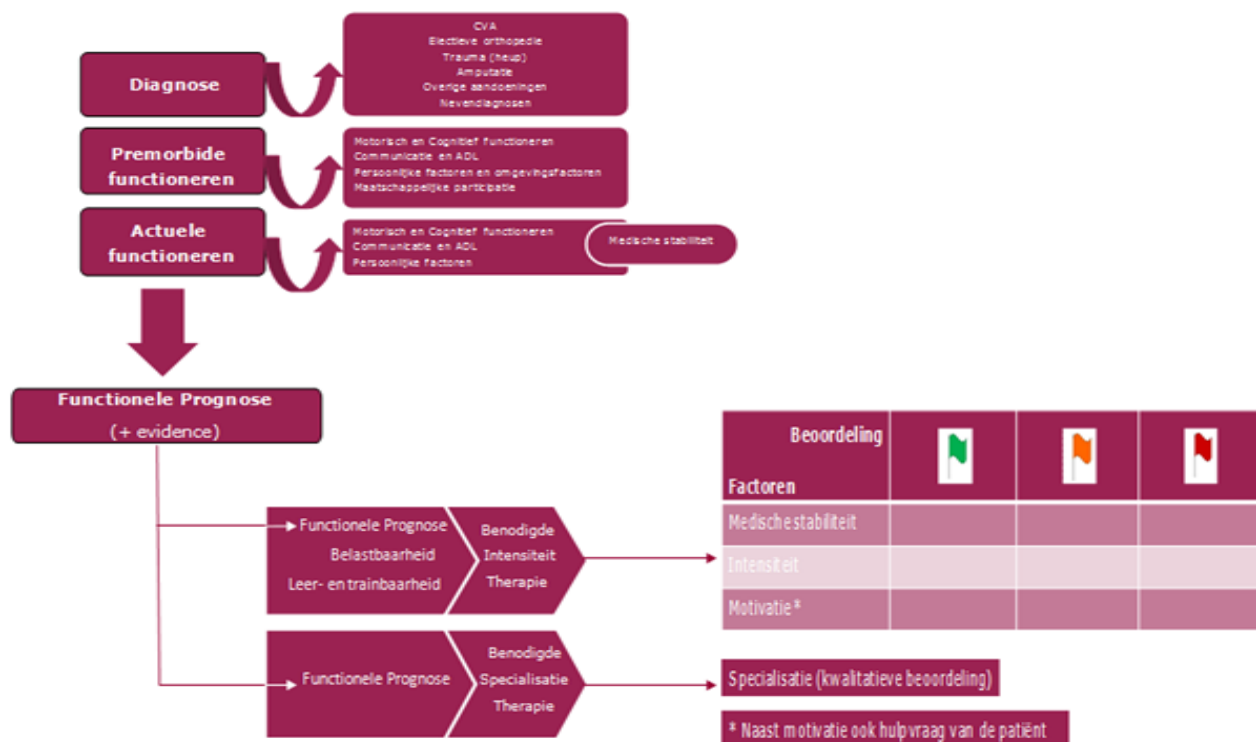 Diagnose
CVA
Electieve orthopedie
Trauma (heup)
Amputatie
Overige aandoeningen
Nevendiagnosen
Premorbide
functioneren
Motorisch en Cognitief functioneren
Communicatie en ADL
Persoonlijke factoren en omgevingsfactoren
Maatschappelijke participatie
Actuele
functioneren
Motorisch en Cognitief functioneren
Communicatie en ADL
Persoonlijke factoren
Medische stabiliteit
Functionele Prognose
(+ evidence)
Functionele Prognose
Belastbaarheid
Leer- en trainbaarheid
Benodigde
Intensiteit
Therapie
Beoordeling
Factoren
Medische stabiliteit
Intensiteit
Motivatie*
Functionele Prognose
Benodigde
Specialisatie
Therapie
Specialisatie (kwalitatieve beoordeling)
* Naast motivatie ook hulpvraag van de patiënt